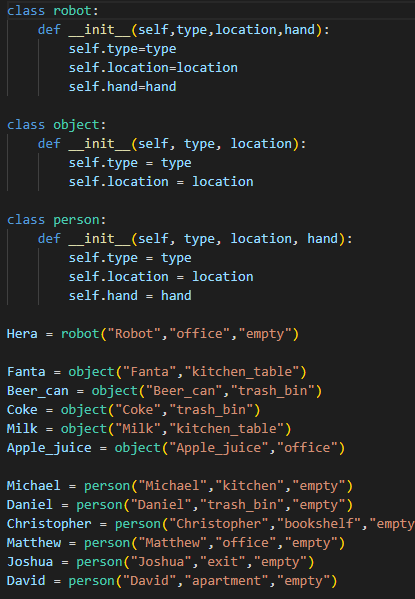 class robot:
    def __init__(self,type,location,hand):
        self.type=type
        self.location=location
        self.hand=hand
class object:
    def __init__(self, type, location):
        self.type = type
        self.location = location
class person:
    def __init__(self, type, location, hand):
        self.type = type
        self.location = location
        self.hand = hand
Hera = robot("Robot","office","empty")
Fanta = object("Fanta","kitchen_table")
Beer_can = object("Beer_can","trash_bin")
Coke = object("Coke","trash_bin")
Milk = object("Milk","kitchen_table")
Apple_juice = object("Apple_juice","office")
Michael = person("Michael","kitchen","empty")
Daniel = person("Daniel","trash_bin","empty")
Christopher = person("Christopher","bookshelf","empty
Matthew = person("Matthew","office","empty")
Joshua = person("Joshua","exit","empty")
David = person("David","apartment","empty")